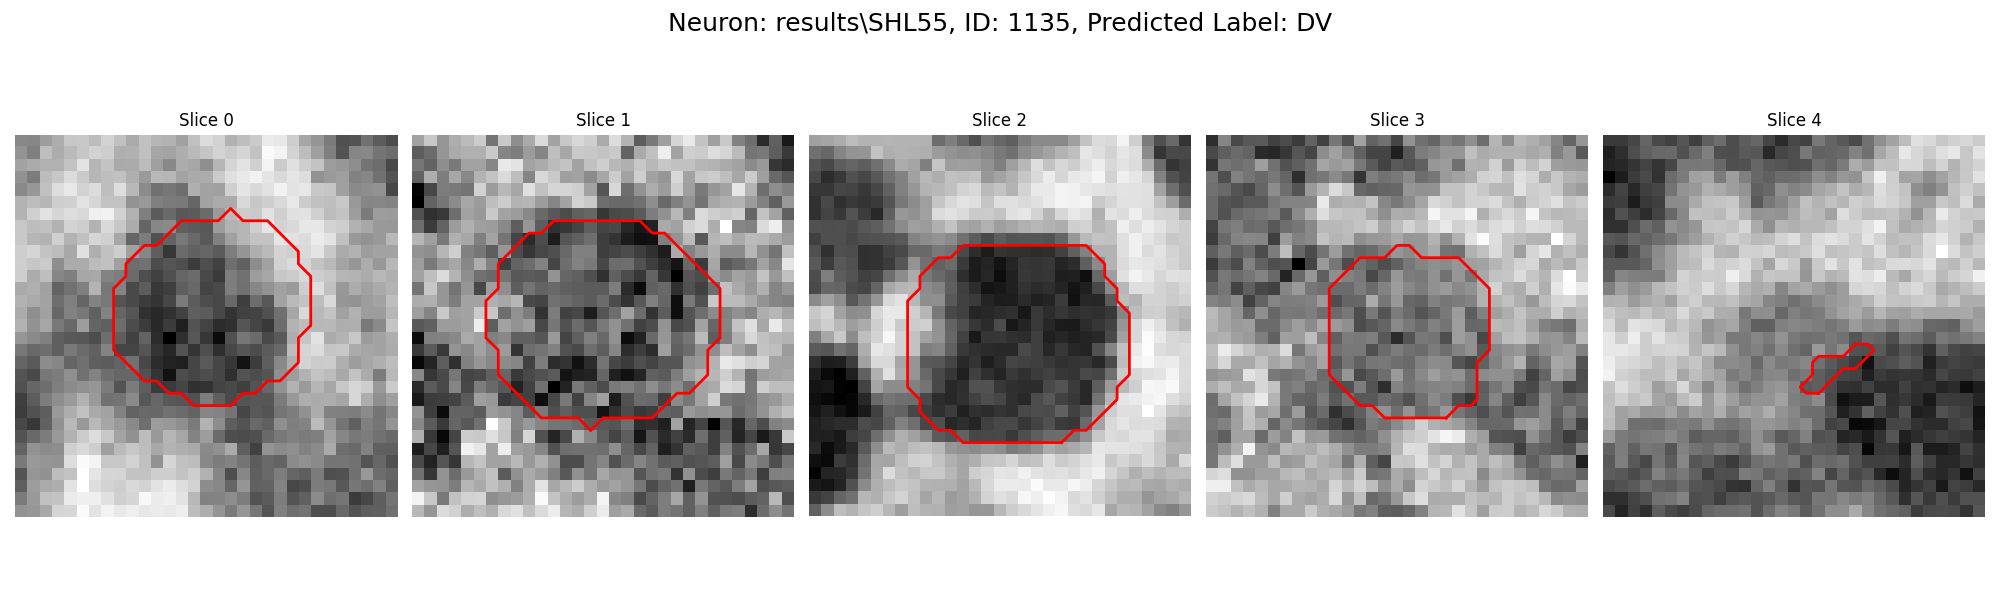 Neuron: results\SHL55, ID: 1135, Predicted Label: DV
Slice 0
Slice 1
Slice 2
Slice 3
Slice 4